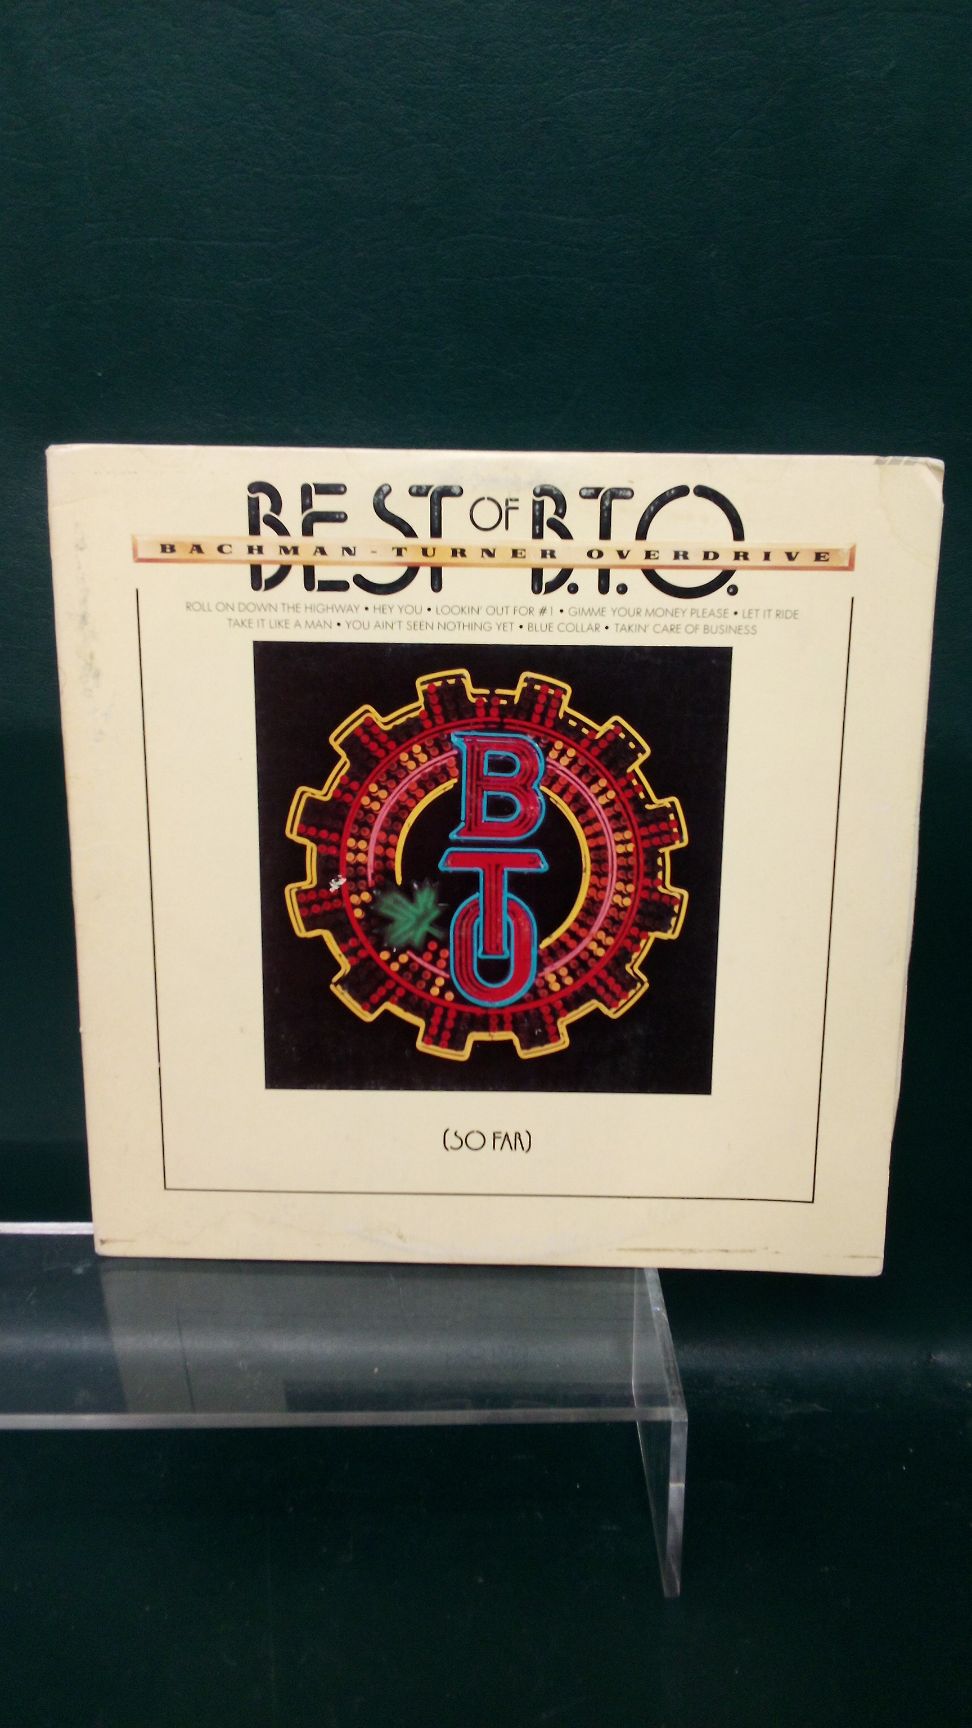 BEST OF B.T.O.
BACHMAN-TURNER OVERDRIVE
ROLL ON DOWN THE HIGHWAY • HEY YOU • LOOKIN' OUT FOR #1 • GIMME YOUR MONEY PLEASE • LET IT RIDE
TAKE IT LIKE A MAN • YOU AIN'T SEEN NOTHING YET • BLUE COLLAR • TAKIN' CARE OF BUSINESS
B
T
O
(SO FAR)